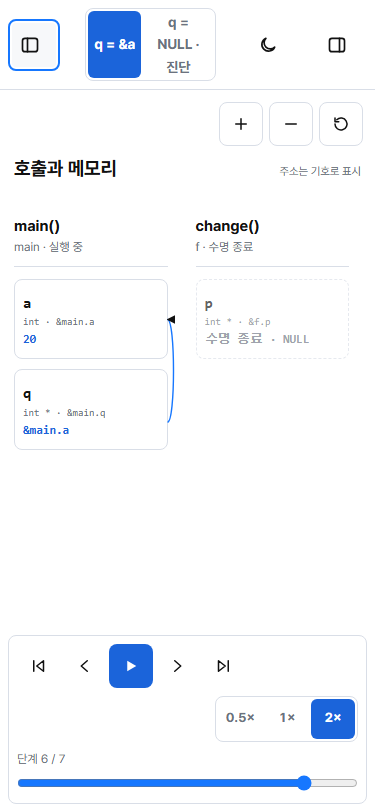 q = &a
q =
NULL ·
진단
호출과 메모리
주소는 기호로 표시
main()
main · 실행 중
a
int · &main.a
20
q
int * · &main.q
&main.a
change()
f · 수명 종료
p
int * · &f.p
수명 종료 · NULL
0.5×
1×
2×
단계 6 / 7